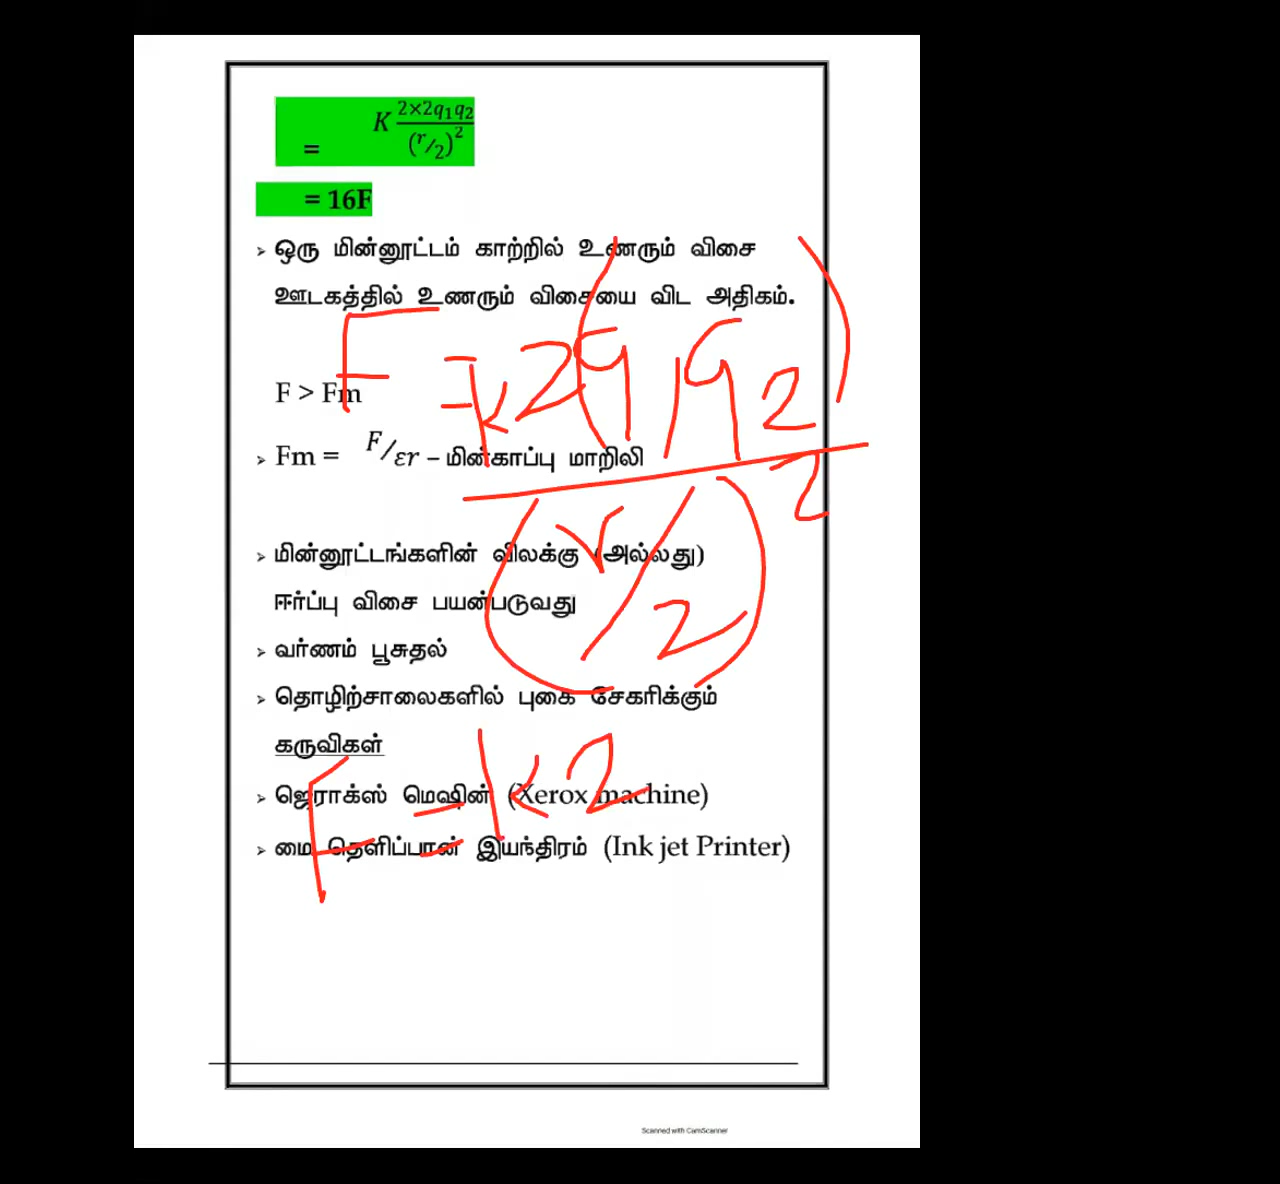 = K 2×2q₁q₂ / (r/2)²
= 16F
➢ ஒரு மின்னூட்டம் காற்றில் உணரும் விசை
ஊடகத்தில் உணரும் விசையை விட அதிகம்.
F = k 2(q1q2) / (r/2)²
F > Fm
➢ Fm = F/εr – மின்காப்பு மாறிலி
➢ மின்னூட்டங்களின் விலக்கு (அல்லது)
ஈர்ப்பு விசை பயன்படுவது
➢ வர்ணம் பூசுதல்
➢ தொழிற்சாலைகளில் புகை சேகரிக்கும்
கருவிகள்
F = k2
➢ ஜெராக்ஸ் மெஷின் (Xerox machine)
➢ மை தெளிப்பான் இயந்திரம் (Ink jet Printer)
Scanned with CamScanner